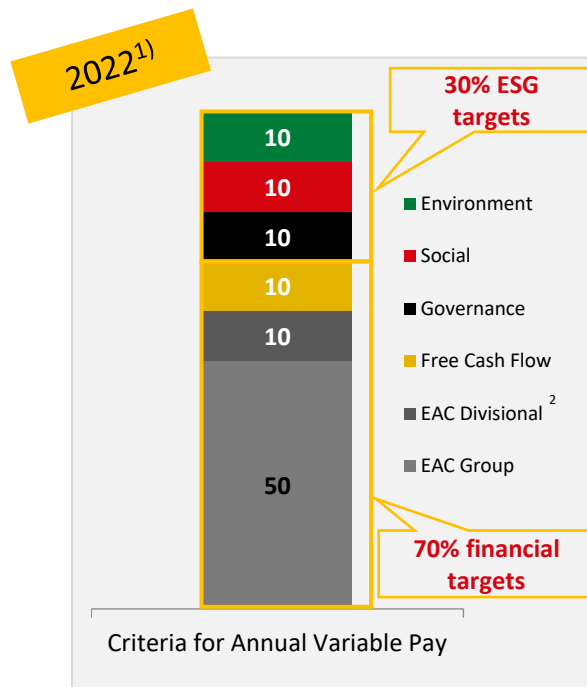 2022¹⁾
30% ESG
targets
10
10
10
10
10
50
Environment
Social
Governance
Free Cash Flow
EAC Divisional ²
EAC Group
70% financial
targets
Criteria for Annual Variable Pay